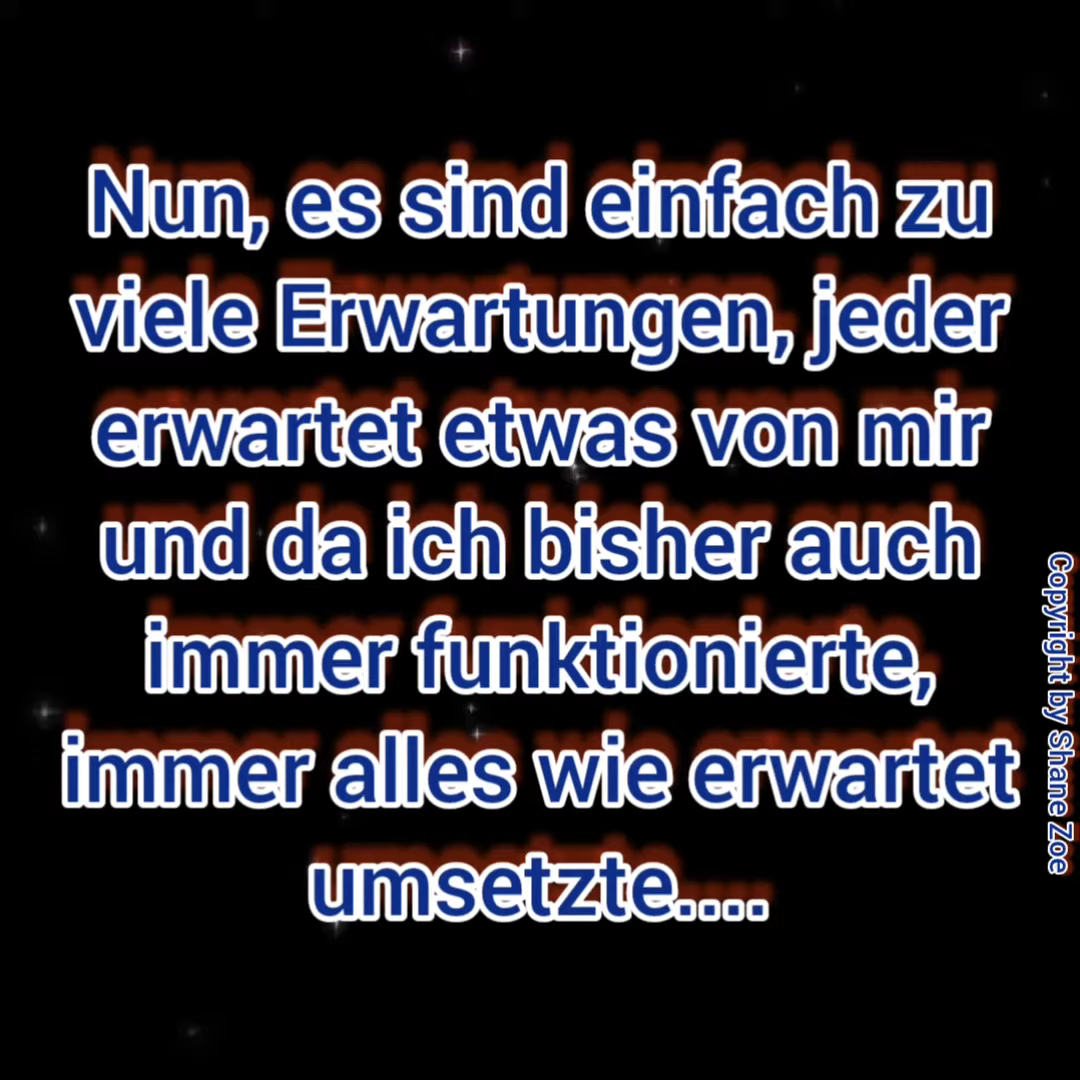 Nun, es sind einfach zu
viele Erwartungen, jeder
erwartet etwas von mir
und da ich bisher auch
immer funktionierte,
immer alles wie erwartet
umsetzte....
Copyright by Shane Zoe